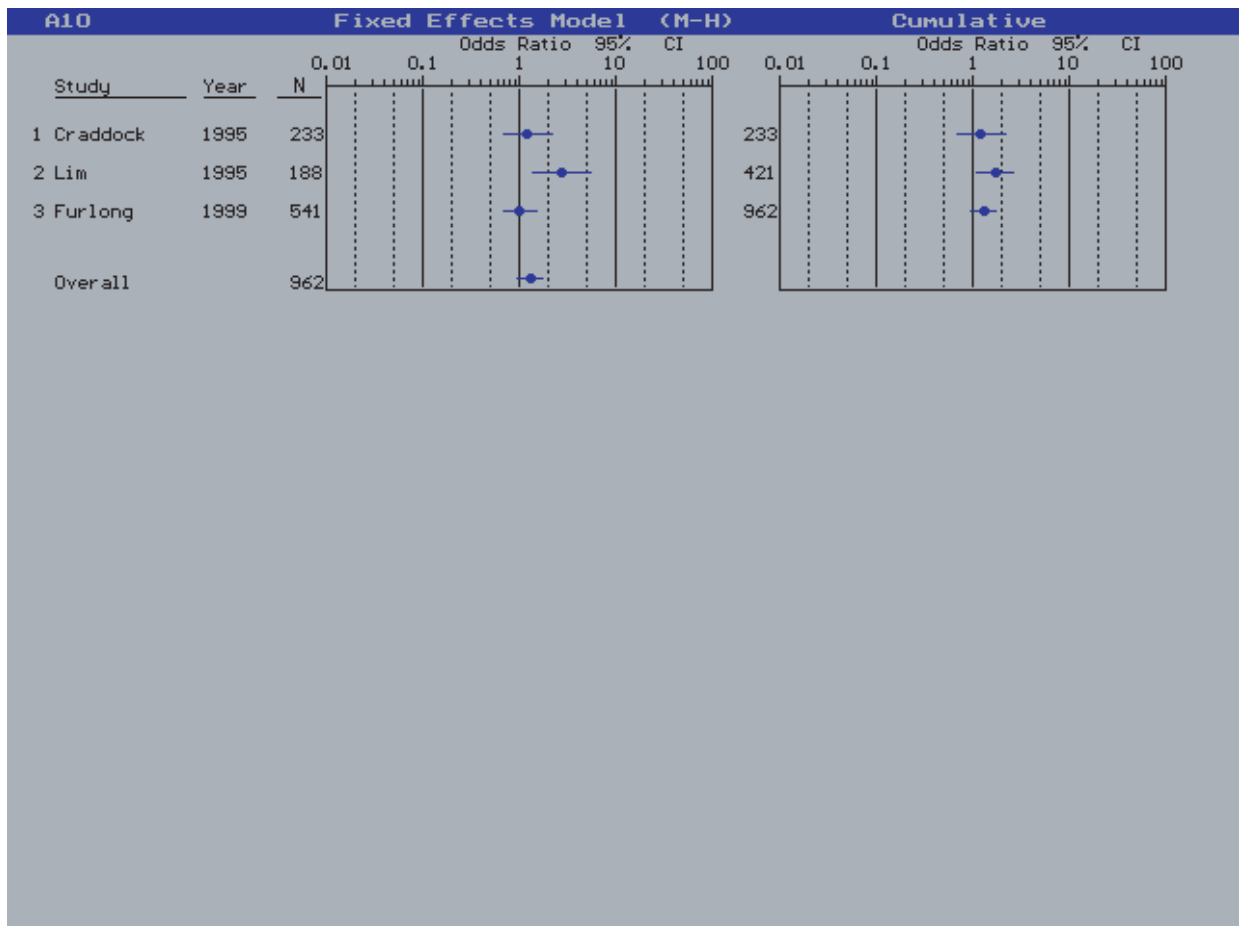 A10 Fixed Effects Model (M-H) Cumulative
Odds Ratio 95% CI Odds Ratio 95% CI
0.01 0.1 1 10 100 0.01 0.1 1 10 100
Study Year N
1 Craddock 1995 233 233
2 Lim 1995 188 421
3 Furlong 1999 541 962
Overall 962